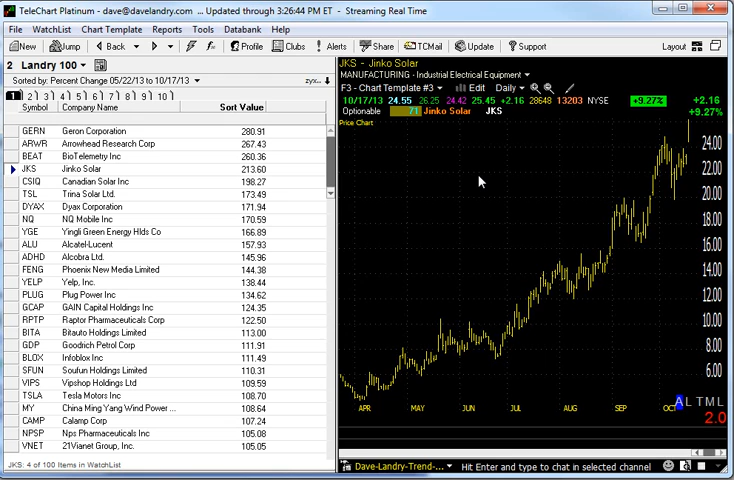 TeleChart Platinum - dave@davelandry.com ... Updated through 3:26:44 PM ET - Streaming Real Time
File WatchList Chart Template Reports Tools Databank Help
New Jump Back Profile Clubs Alerts Share TCMail Update Support Layout
2 Landry 100
Sorted by: Percent Change 05/22/13 to 10/17/13 zyx...
1 2 3 4 5 6 7 8 9 10
Symbol Company Name Sort Value
GERN Geron Corporation 280.91
ARWR Arrowhead Research Corp 267.43
BEAT BioTelemetry Inc 260.36
JKS Jinko Solar 213.60
CSIQ Canadian Solar Inc 198.27
TSL Trina Solar Ltd. 173.49
DYAX Dyax Corporation 171.94
NQ NQ Mobile Inc 170.59
YGE Yingli Green Energy Hlds Co 166.89
ALU Alcatel-Lucent 157.93
ADHD Alcobra Ltd. 145.96
FENG Phoenix New Media Limited 144.38
YELP Yelp, Inc. 138.44
PLUG Plug Power Inc 134.62
GCAP GAIN Capital Holdings Inc 124.35
RPTP Raptor Pharmaceuticals Corp 122.50
BITA Bitauto Holdings Limited 113.00
GDP Goodrich Petrol Corp 111.91
BLOX Infoblox Inc 111.49
SFUN Soufun Holdings Limited 110.31
VIPS Vipshop Holdings Ltd 109.59
TSLA Tesla Motors Inc 108.70
MY China Ming Yang Wind Power ... 108.64
CAMP Calamp Corp 107.24
NPSP Nps Pharmaceuticals Inc 105.08
VNET 21Vianet Group, Inc. 105.05
JKS: 4 of 100 Items in WatchList
JKS - Jinko Solar
MANUFACTURING - Industrial Electrical Equipment
F3 - Chart Template #3 Edit Daily
10/17/13 24.55 26.25 24.42 25.45 +2.16 28648 13203 NYSE +9.27% +2.16
Optionable 71 Jinko Solar JKS +9.27%
Price Chart
24.00
22.00
20.00
18.00
16.00
14.00
12.00
10.00
8.00
6.00
APR MAY JUN JUL AUG SEP OCT
A L T M L
2.0
Dave-Landry-Trend-... Hit Enter and type to chat in selected channel